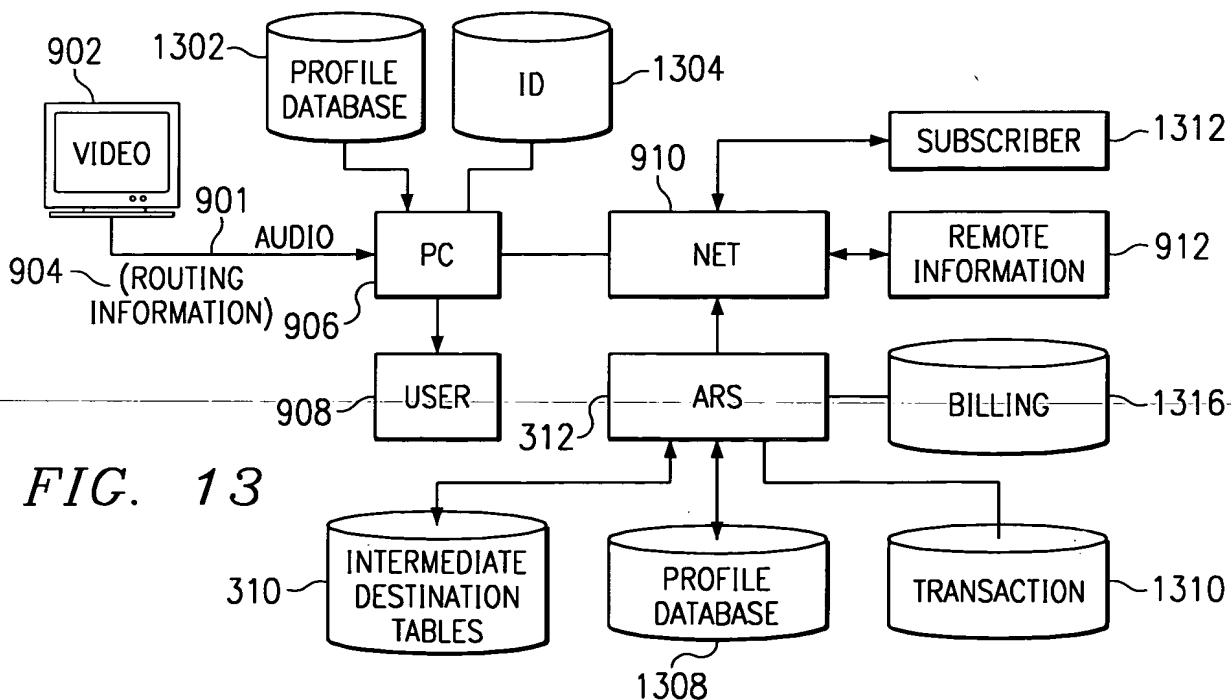 902
1302
PROFILE
DATABASE
ID
1304
VIDEO
910
SUBSCRIBER
1312
901
AUDIO
PC
NET
REMOTE
INFORMATION
912
904
(ROUTING
INFORMATION)
906
USER
908
ARS
312
BILLING
1316
FIG. 13
INTERMEDIATE
DESTINATION
TABLES
310
PROFILE
DATABASE
1308
TRANSACTION
1310